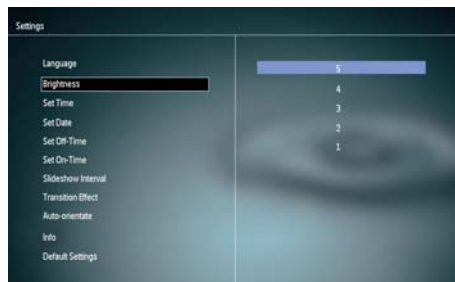 Settings
Language
Brightness
Set Time
Set Date
Set Off-Time
Set On-Time
Slideshow Interval
Transition Effect
Auto-orientate
Info
Default Settings
5
4
3
2
1